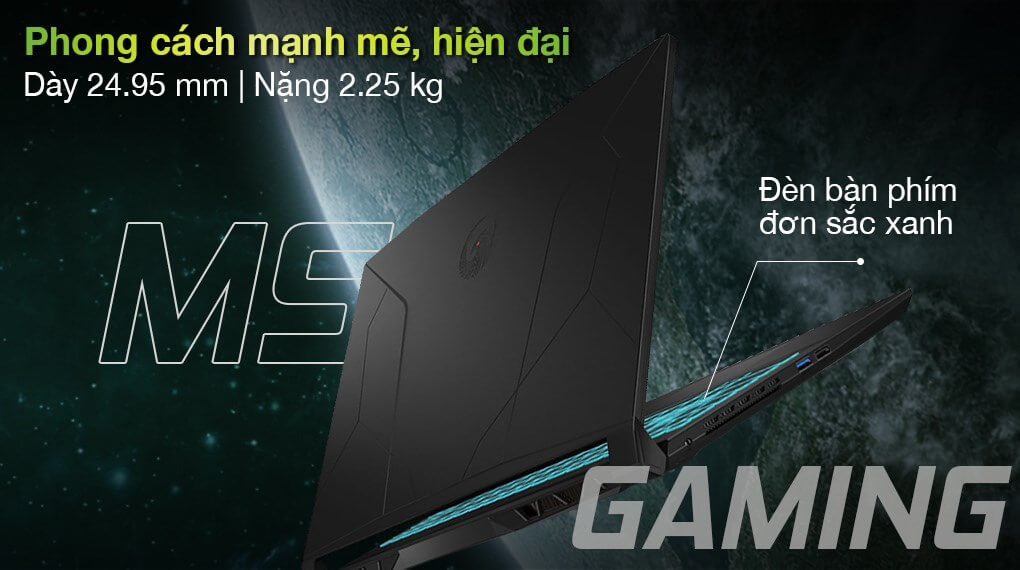 Phong cách mạnh mẽ, hiện đại
Dày 24.95 mm | Nặng 2.25 kg
Đèn bàn phím
đơn sắc xanh
MS
GAMING